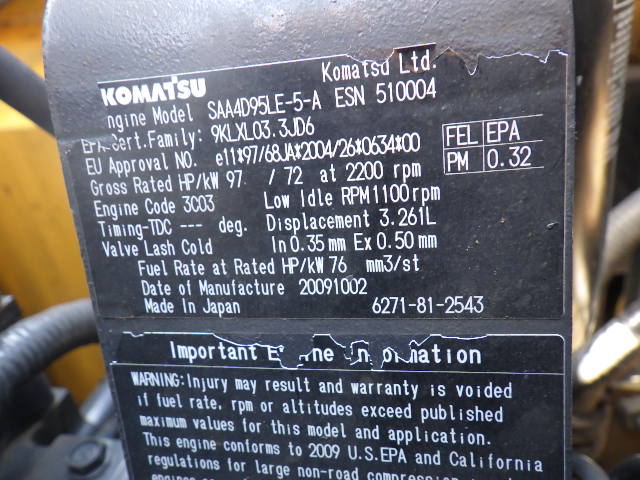 KOMATSU Komatsu Ltd.
Engine Model SAA4D95LE-5-A ESN 510004
EPA Cert.Family: 9KLXL03.3JD6
EU Approval NO. e11*97/68JA*2004/26*0634*00
FEL EPA
PM 0.32
Gross Rated HP/kW 97 / 72 at 2200 rpm
Engine Code 3C03 Low Idle RPM1100rpm
Timing-TDC --- deg. Displacement 3.261L
Valve Lash Cold In 0.35mm Ex 0.50mm
Fuel Rate at Rated HP/kW 76 mm3/st
Date of Manufacture 20091002
Made In Japan 6271-81-2543
Important
WARNING: Injury may result and warranty is voided
if fuel rate, rpm or altitudes exceed published
maximum values for this model and application.
This engine conforms to 2009 U.S.EPA and California
regulations for large non-road